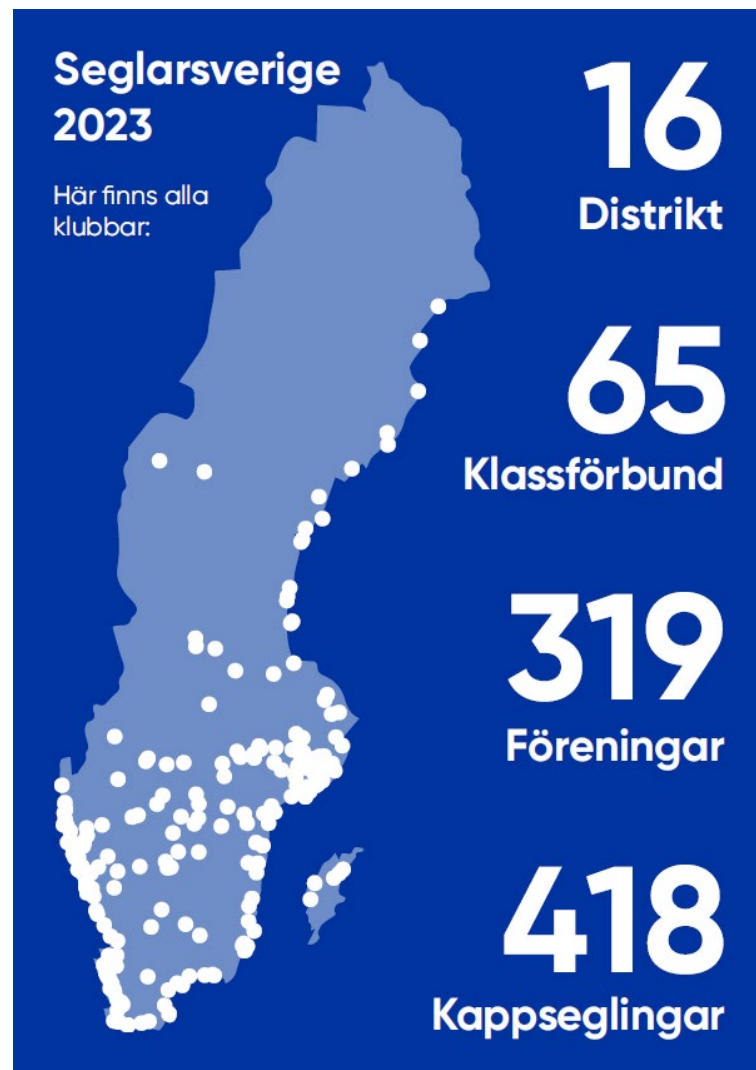 Seglarsverige
2023
Här finns alla
klubbar:
16
Distrikt
65
Klassförbund
319
Föreningar
418
Kappseglingar